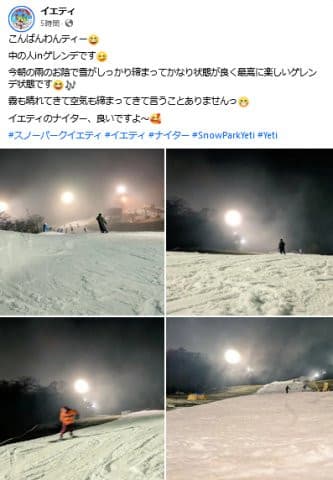 イエティ
5時間
こんばんわんティー😄
中の人inゲレンデです😄
今朝の雨のお陰で雪がしっかり締まってかなり状態が良く最高に楽しいゲレン
デ状態です😆🎶
霧も晴れてきて空気も締まってきて言うことありませんっ🤭
イエティのナイター、良いですよ〜🥰
#スノーパークイエティ #イエティ #ナイター #SnowParkYeti #Yeti